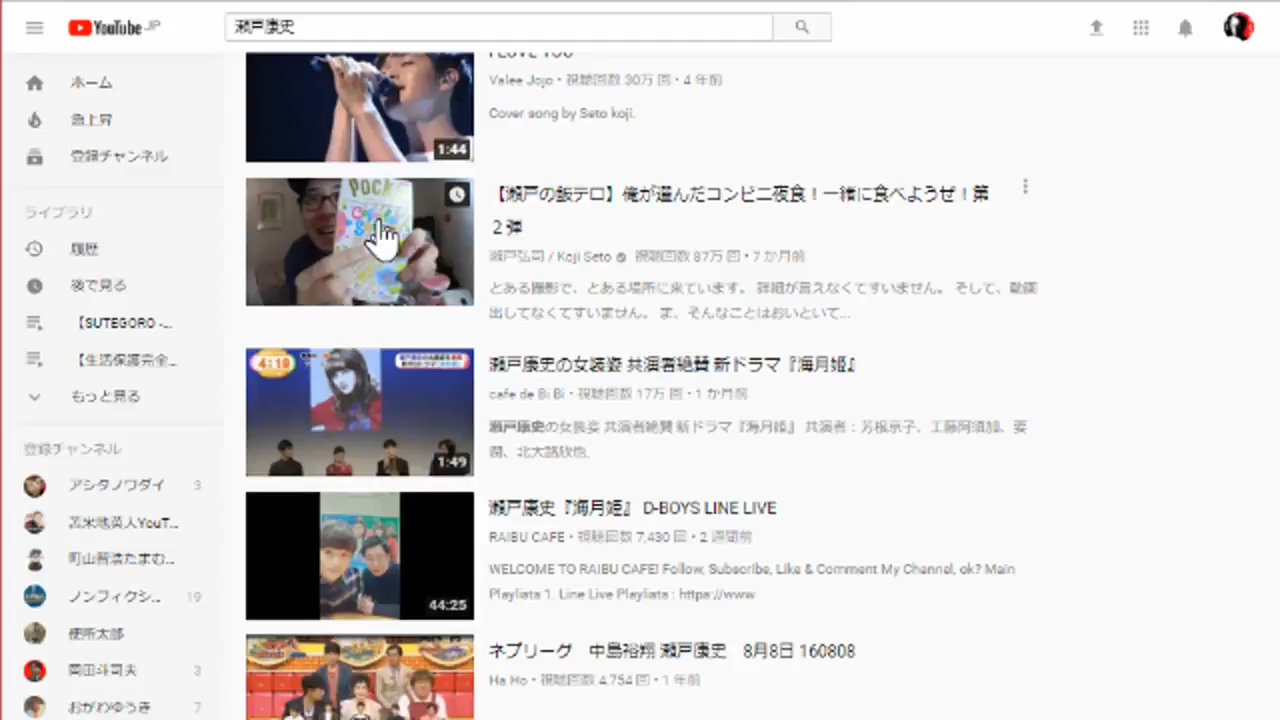 YouTube JP
瀬戸康史
ホーム
急上昇
登録チャンネル
ライブラリ
履歴
後で見る
【SUTEGORO -...
【生活保護完全...
もっと見る
登録チャンネル
アシタノワダイ 3
苫米地英人YouT...
町山智浩たまむ...
ノンフィクシ... 19
便所太郎
岡田斗司夫 3
おがわゆうき 7
I LOVE YOU
Valee Jojo • 視聴回数 30万 回 • 4 年前
Cover song by Seto koji.
1:44
【瀬戸の飯テロ】俺が選んだコンビニ夜食！一緒に食べようぜ！第
２弾
瀬戸弘司 / Koji Seto 視聴回数 87万 回 • 7 か月前
とある撮影で、とある場所に来ています。 詳細が言えなくてすいません。 そして、動画
出してなくてすいません。 ま、そんなことはおいといて...
POCK
瀬戸康史の女装姿 共演者絶賛 新ドラマ『海月姫』
cafe de Bi Bi • 視聴回数 17万 回 • 1 か月前
瀬戸康史の女装姿 共演者絶賛 新ドラマ『海月姫』 共演者：芳根京子、工藤阿須加、要
潤、北大路欣也.
4:19
1:49
瀬戸康史『海月姫』 D-BOYS LINE LIVE
RAIBU CAFE • 視聴回数 7,430 回 • 2 週間前
WELCOME TO RAIBU CAFE! Follow, Subscribe, Like & Comment My Channel, ok? Main
Playlists 1. Line Live Playlists : https://www
44:25
ネプリーグ　中島裕翔 瀬戸康史　8月8日 160808
Ha Ho • 視聴回数 4,754 回 • 1 年前